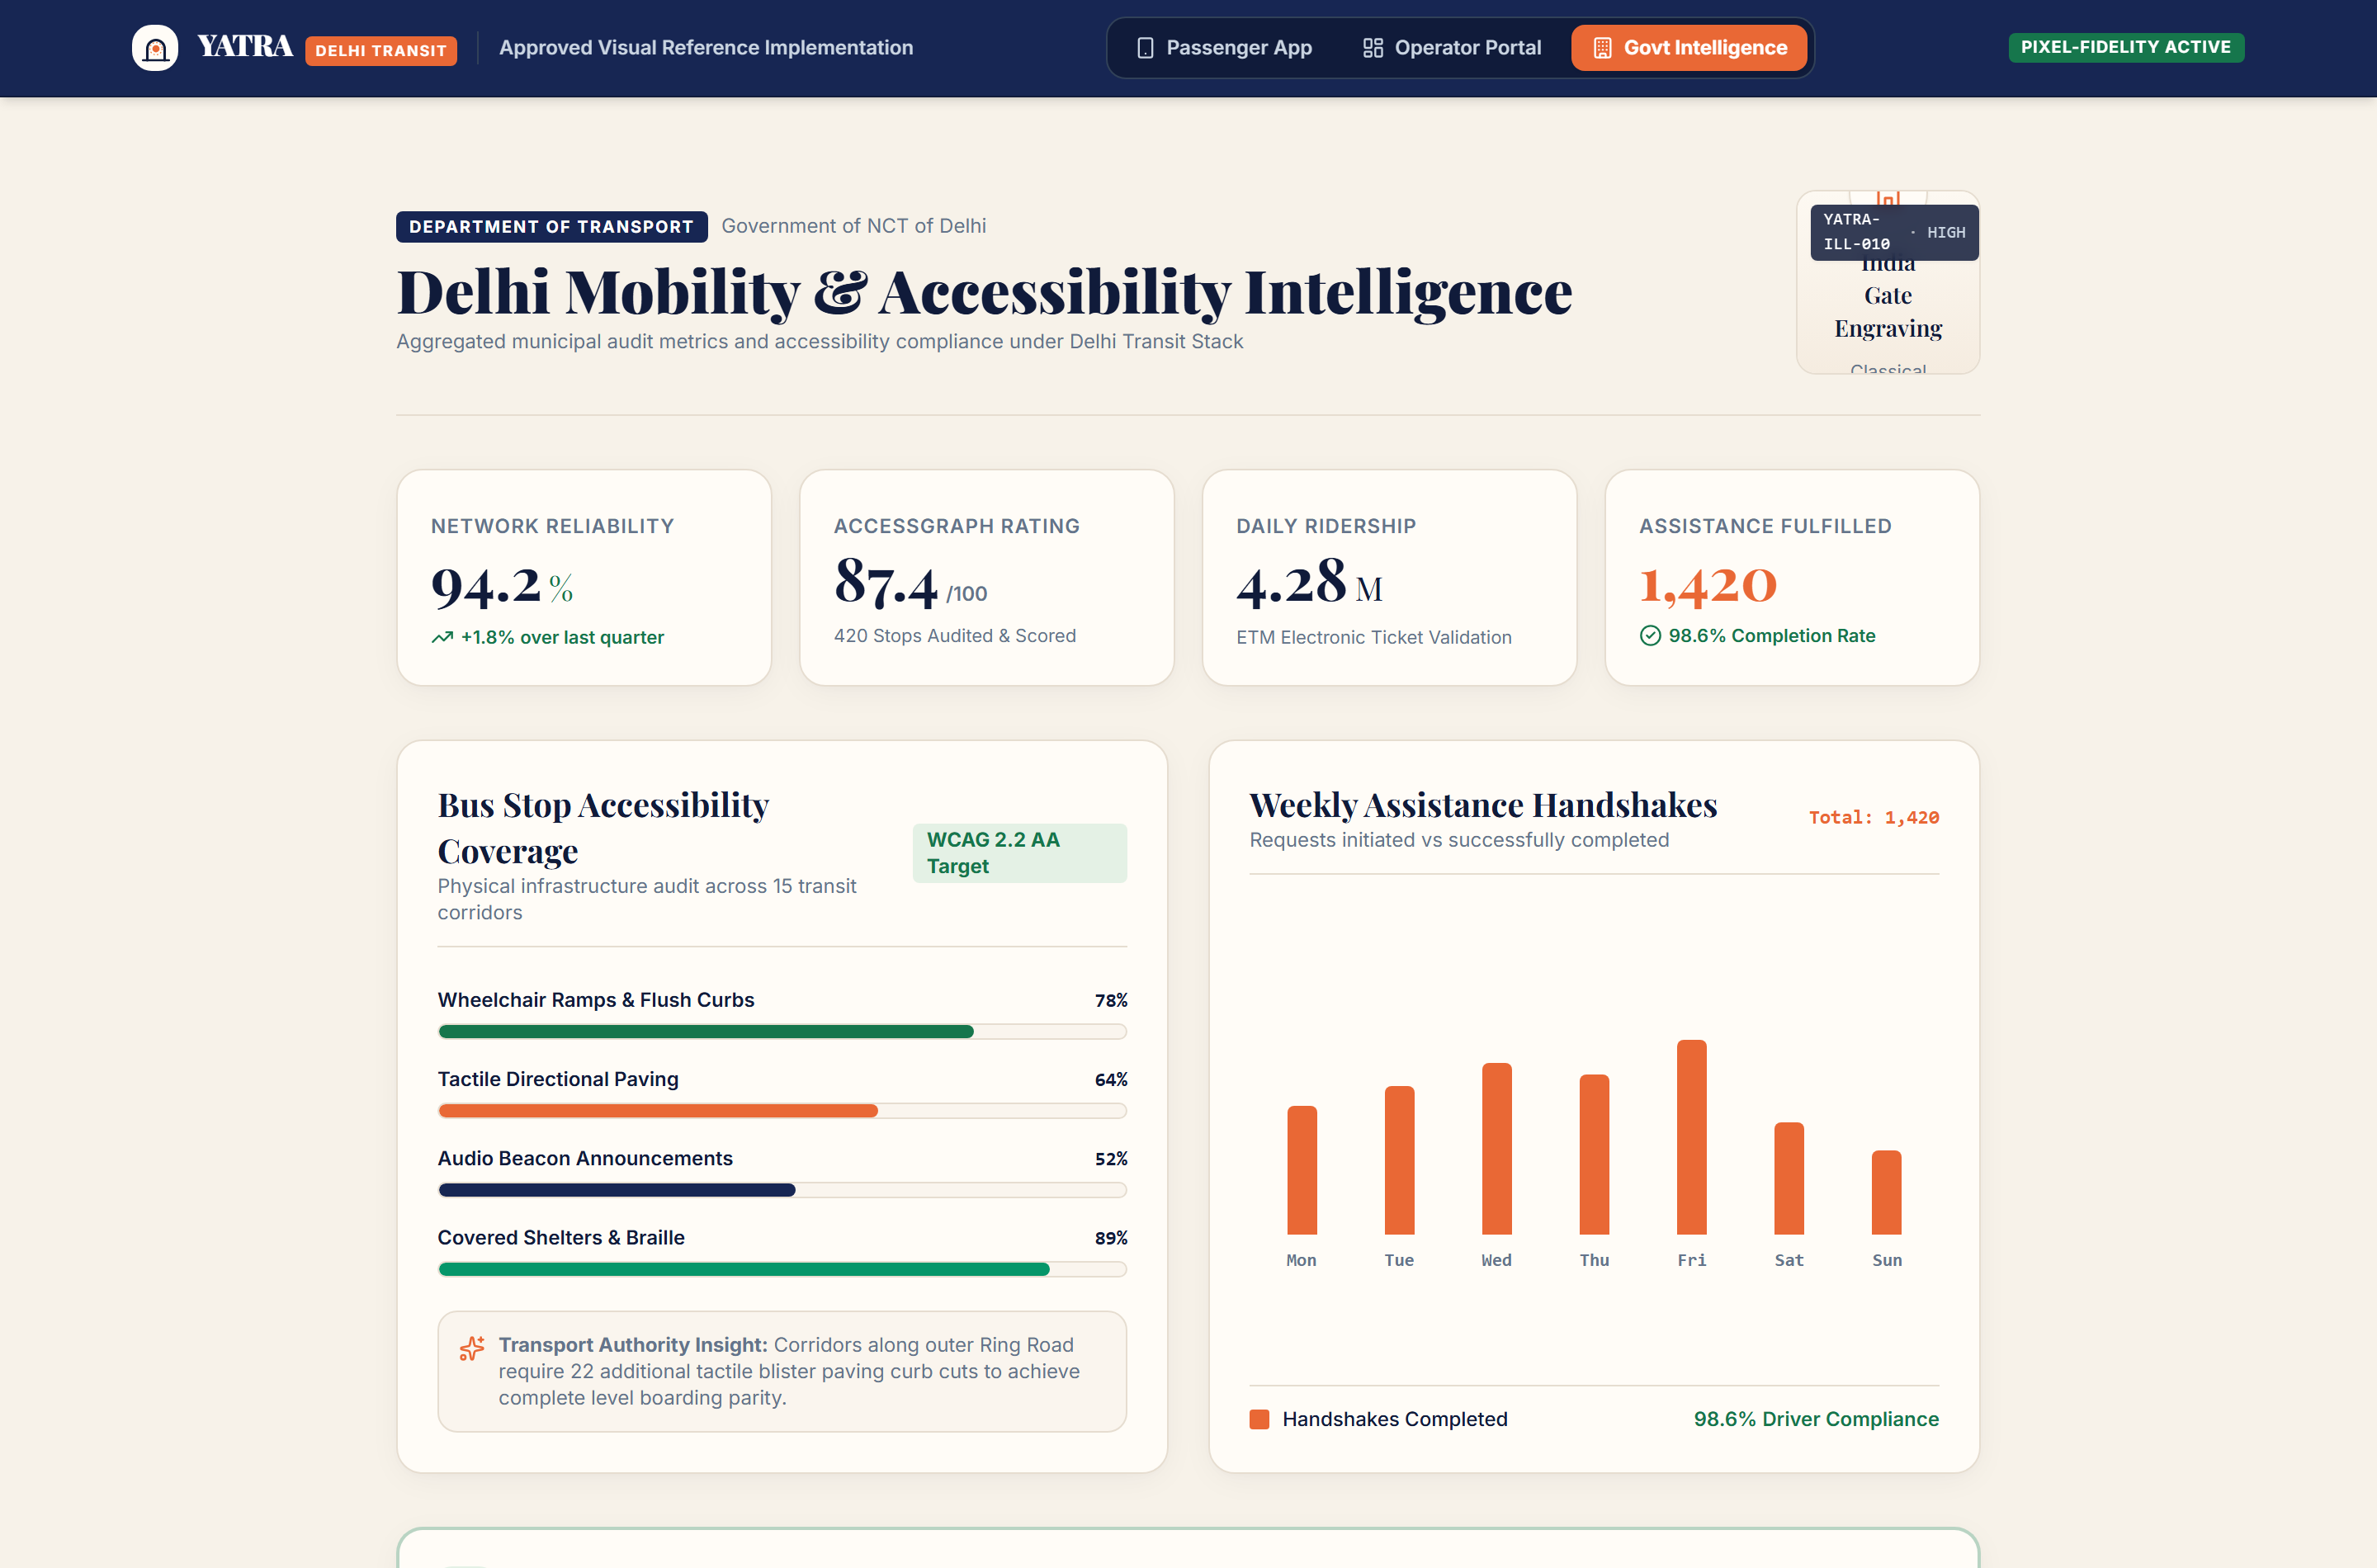 YATRA DELHI TRANSIT
Approved Visual Reference Implementation
Passenger App
Operator Portal
Govt Intelligence
PIXEL-FIDELITY ACTIVE
DEPARTMENT OF TRANSPORT Government of NCT of Delhi
Delhi Mobility & Accessibility Intelligence
Aggregated municipal audit metrics and accessibility compliance under Delhi Transit Stack
YATRA-
ILL-010 · HIGH
India
Gate
Engraving
Classical
NETWORK RELIABILITY
94.2 %
+1.8% over last quarter
ACCESSGRAPH RATING
87.4 /100
420 Stops Audited & Scored
DAILY RIDERSHIP
4.28 M
ETM Electronic Ticket Validation
ASSISTANCE FULFILLED
1,420
98.6% Completion Rate
Bus Stop Accessibility
Coverage
Physical infrastructure audit across 15 transit
corridors
WCAG 2.2 AA
Target
Wheelchair Ramps & Flush Curbs 78%
Tactile Directional Paving 64%
Audio Beacon Announcements 52%
Covered Shelters & Braille 89%
Transport Authority Insight: Corridors along outer Ring Road
require 22 additional tactile blister paving curb cuts to achieve
complete level boarding parity.
Weekly Assistance Handshakes
Requests initiated vs successfully completed
Total: 1,420
Mon Tue Wed Thu Fri Sat Sun
Handshakes Completed
98.6% Driver Compliance